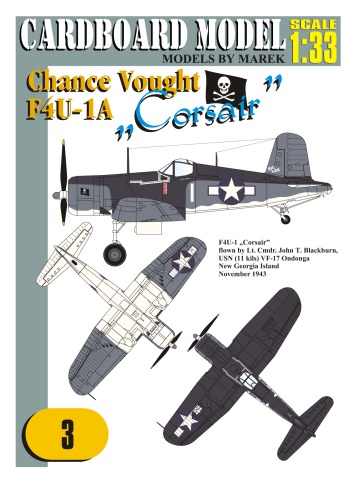 CARDBOARD MODEL
SCALE
1:33
MODELS BY MAREK
Chance Vought
F4U-1A
„Corsair”
F4U-1 „Corsair”
flown by Lt. Cmdr. John T. Blackburn,
USN (11 kils) VF-17 Ondonga
New Georgia Island
November 1943
3